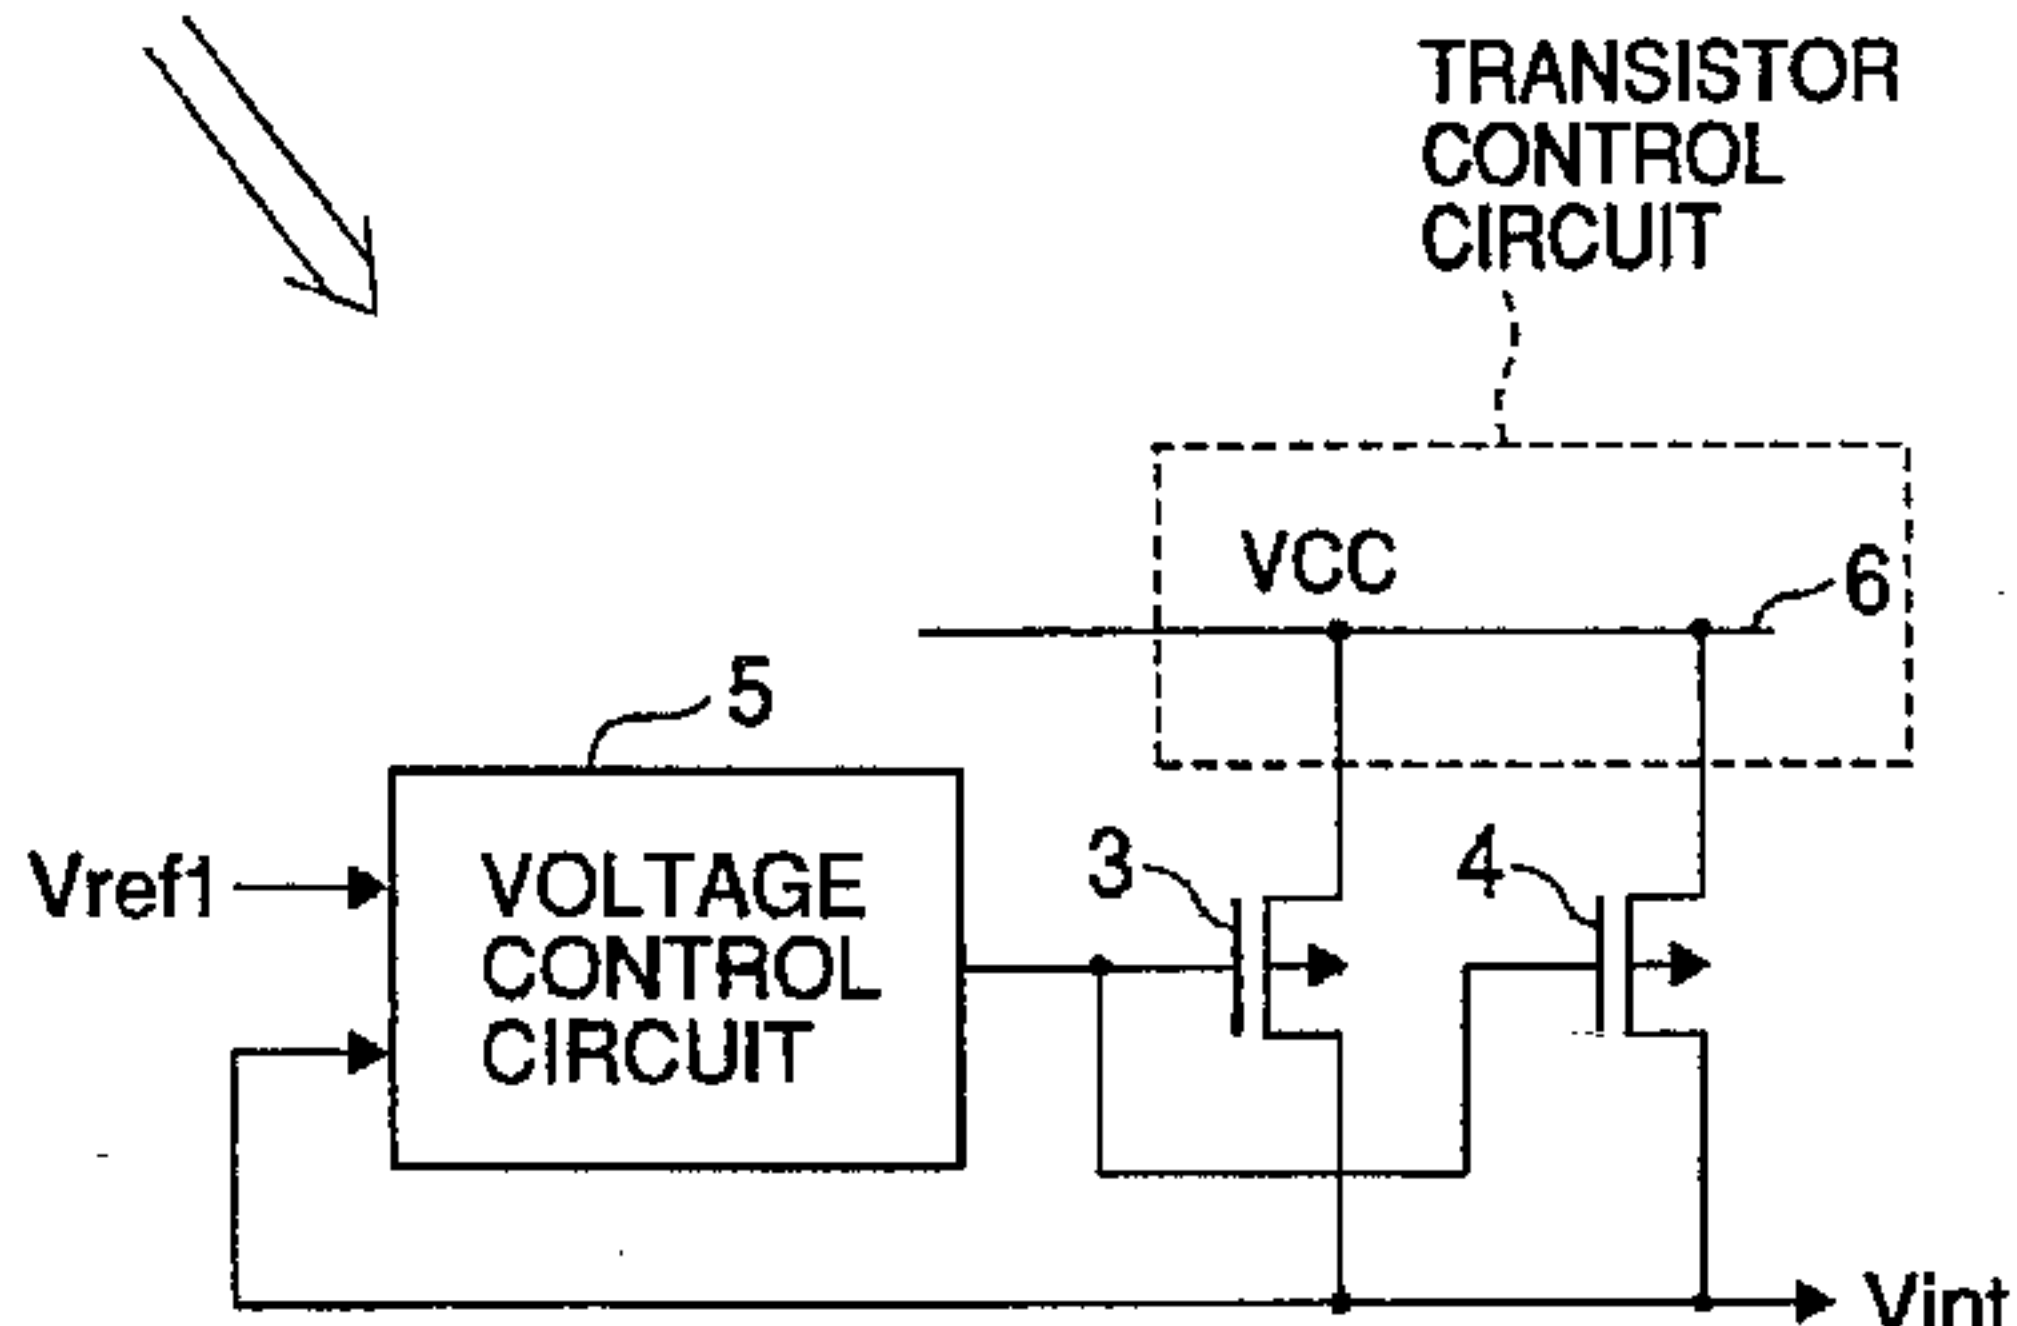 TRANSISTOR
CONTROL
CIRCUIT
VCC
6
5
Vref1
VOLTAGE
CONTROL
CIRCUIT
3
4
Vint